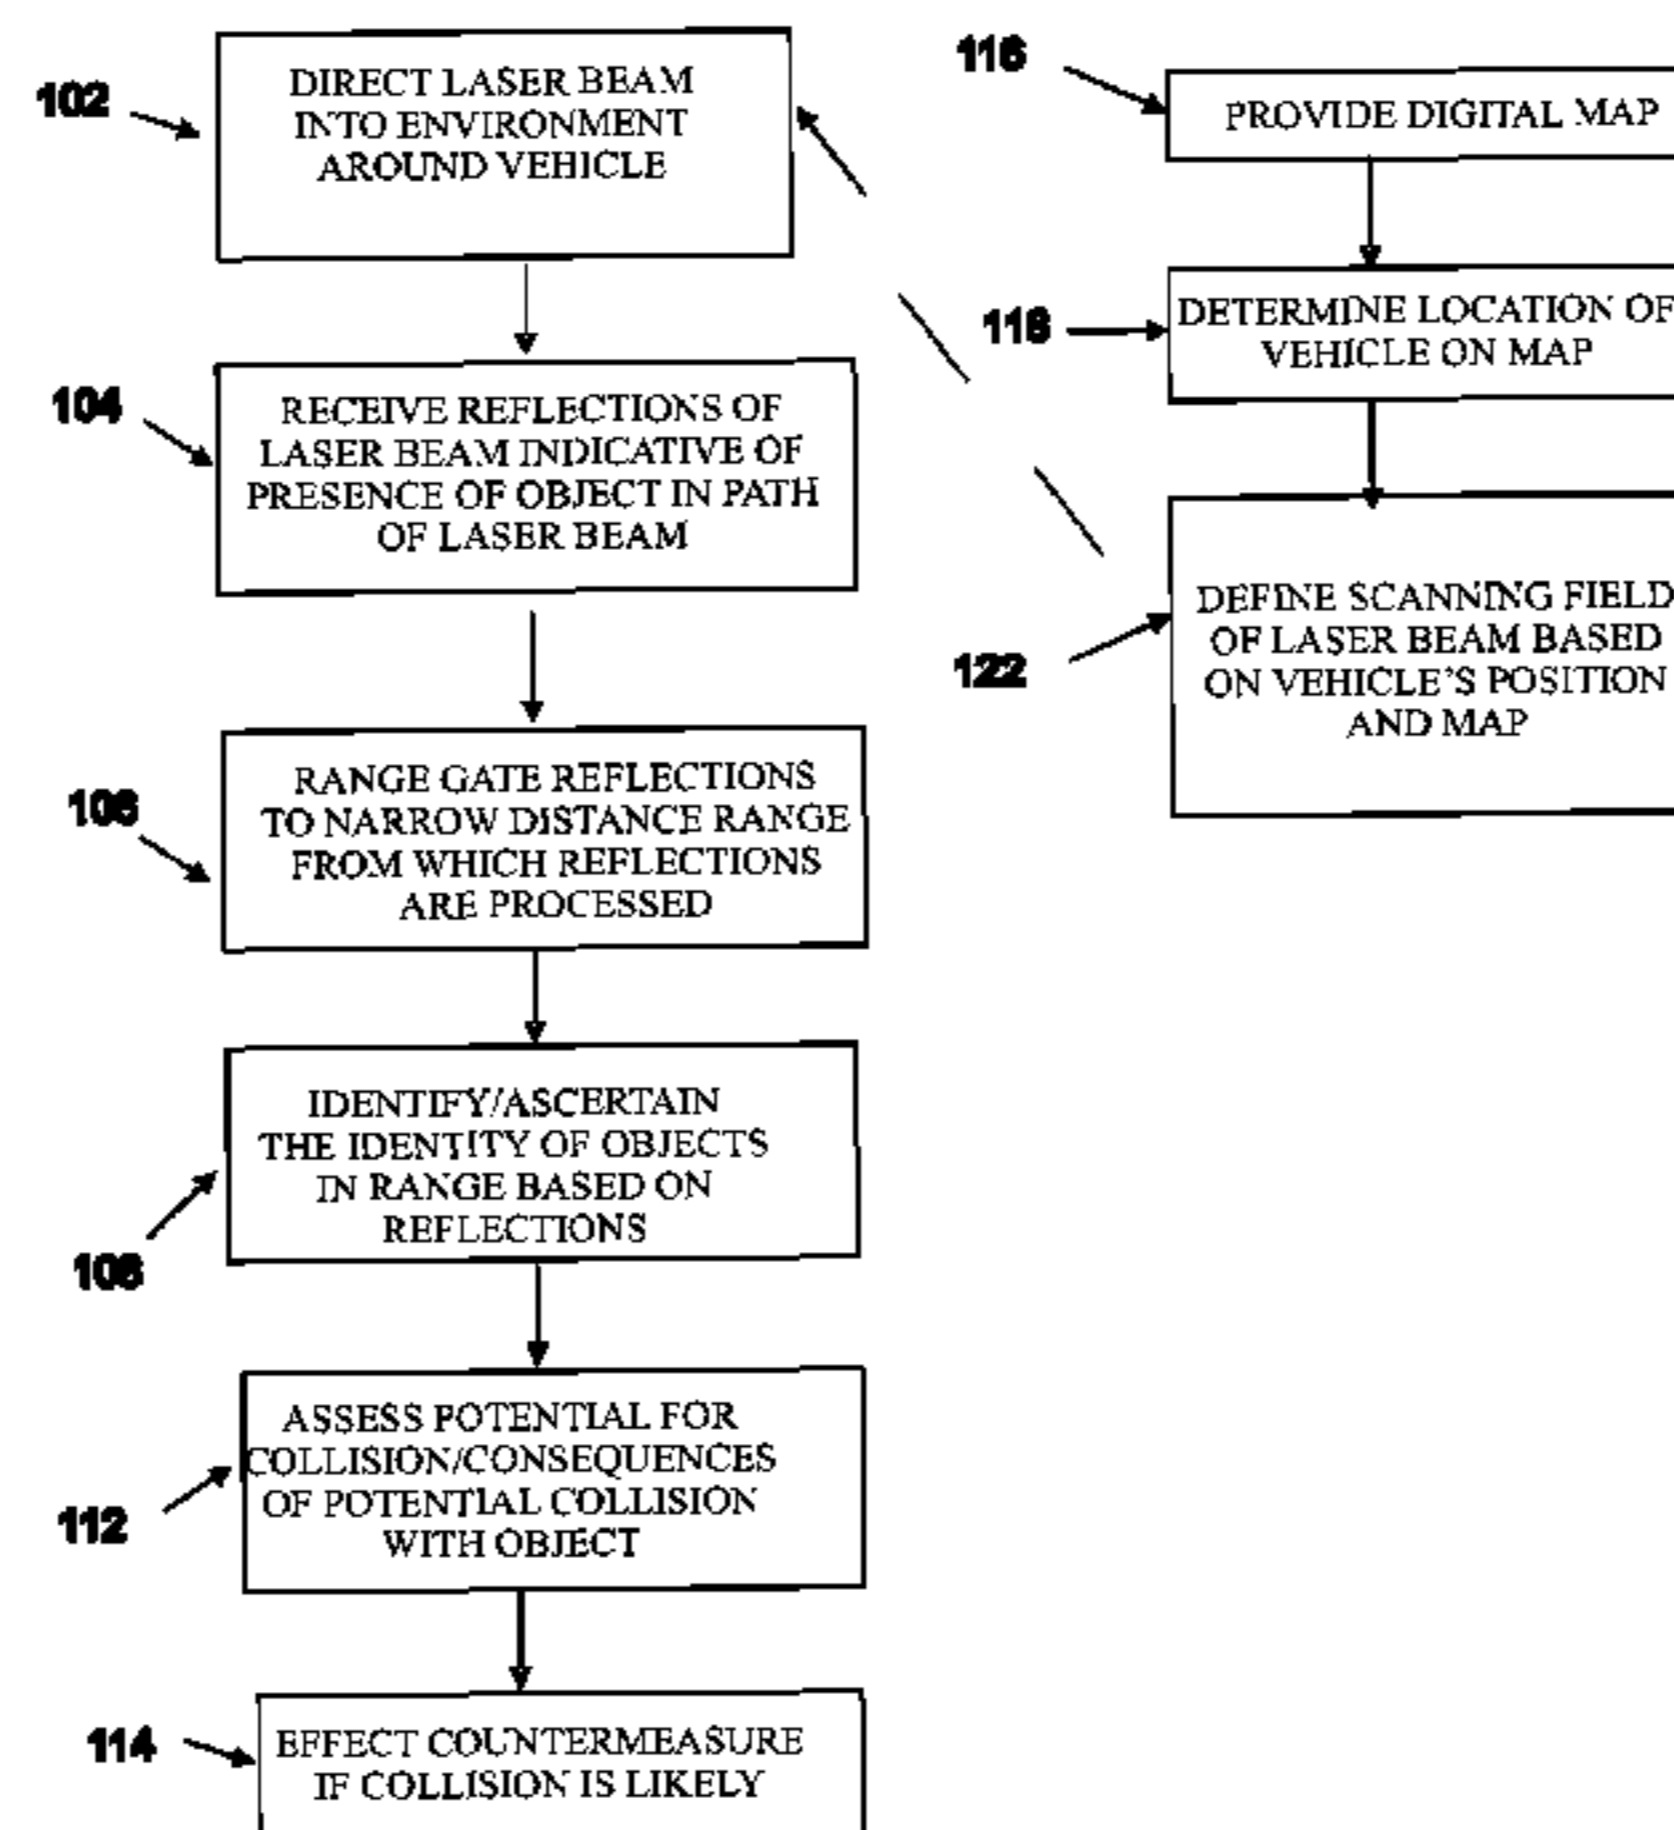 102
DIRECT LASER BEAM
INTO ENVIRONMENT
AROUND VEHICLE
104
RECEIVE REFLECTIONS OF
LASER BEAM INDICATIVE OF
PRESENCE OF OBJECT IN PATH
OF LASER BEAM
106
RANGE GATE REFLECTIONS
TO NARROW DISTANCE RANGE
FROM WHICH REFLECTIONS
ARE PROCESSED
IDENTIFY/ASCERTAIN
THE IDENTITY OF OBJECTS
IN RANGE BASED ON
REFLECTIONS
108
ASSESS POTENTIAL FOR
COLLISION/CONSEQUENCES
OF POTENTIAL COLLISION
WITH OBJECT
112
114
EFFECT COUNTERMEASURE
IF COLLISION IS LIKELY
116
PROVIDE DIGITAL MAP
118
DETERMINE LOCATION OF
VEHICLE ON MAP
122
DEFINE SCANNING FIELD
OF LASER BEAM BASED
ON VEHICLE'S POSITION
AND MAP